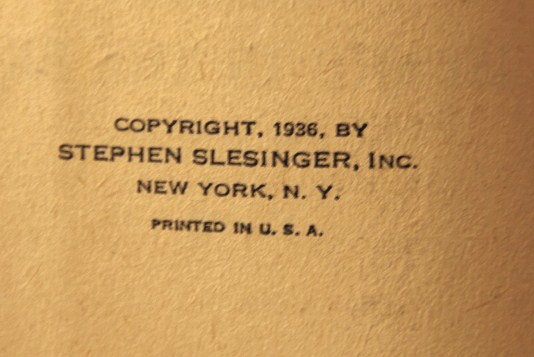 COPYRIGHT, 1936, BY
STEPHEN SLESINGER, INC.
NEW YORK, N. Y.
PRINTED IN U. S. A.